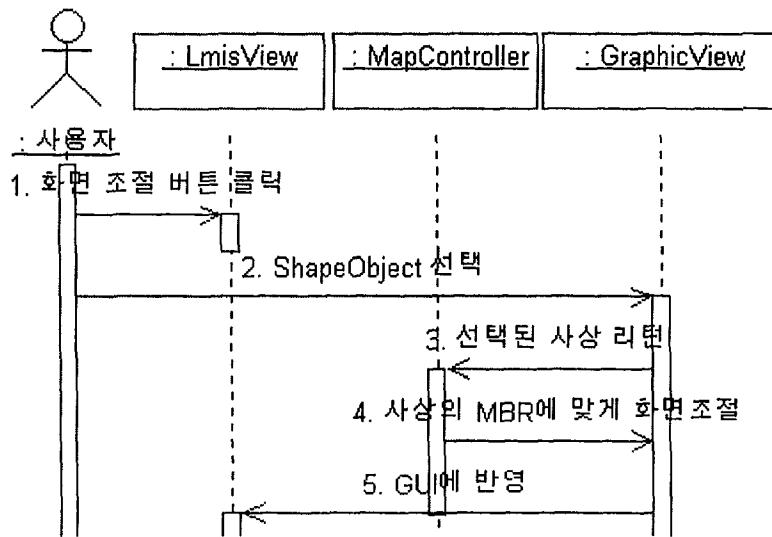 : LmisView
: MapController
: GraphicView
: 사용자
1. 화면 조절 버튼 클릭
2. ShapeObject 선택
3. 선택된 사상 리턴
4. 사상의 MBR에 맞게 화면조절
5. GUI에 반영